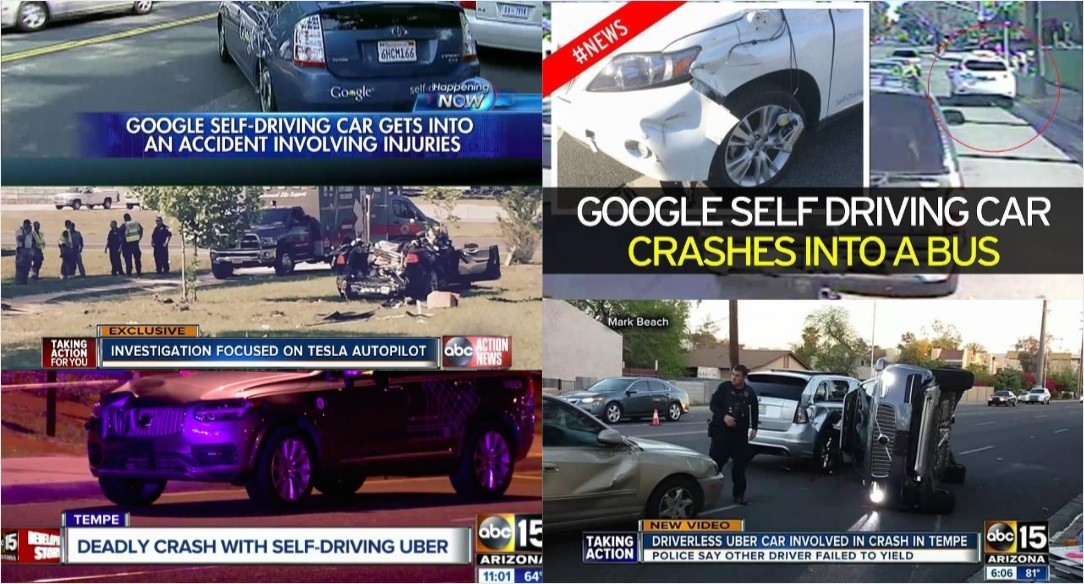 6HCM166
Google
self-d
Happening
NOW
GOOGLE SELF-DRIVING CAR GETS INTO
AN ACCIDENT INVOLVING INJURIES
#NEWS
GOOGLE SELF DRIVING CAR
CRASHES INTO A BUS
EXCLUSIVE
TAKING
ACTION
FOR YOU
INVESTIGATION FOCUSED ON TESLA AUTOPILOT
abc ACTION
NEWS
TEMPE
15
DEADLY CRASH WITH SELF-DRIVING UBER
abc 15
ARIZONA
11:01 64°
Mark Beach
NEW VIDEO
TAKING
ACTION
DRIVERLESS UBER CAR INVOLVED IN CRASH IN TEMPE
POLICE SAY OTHER DRIVER FAILED TO YIELD
abc 15
ARIZONA
6:06 81°